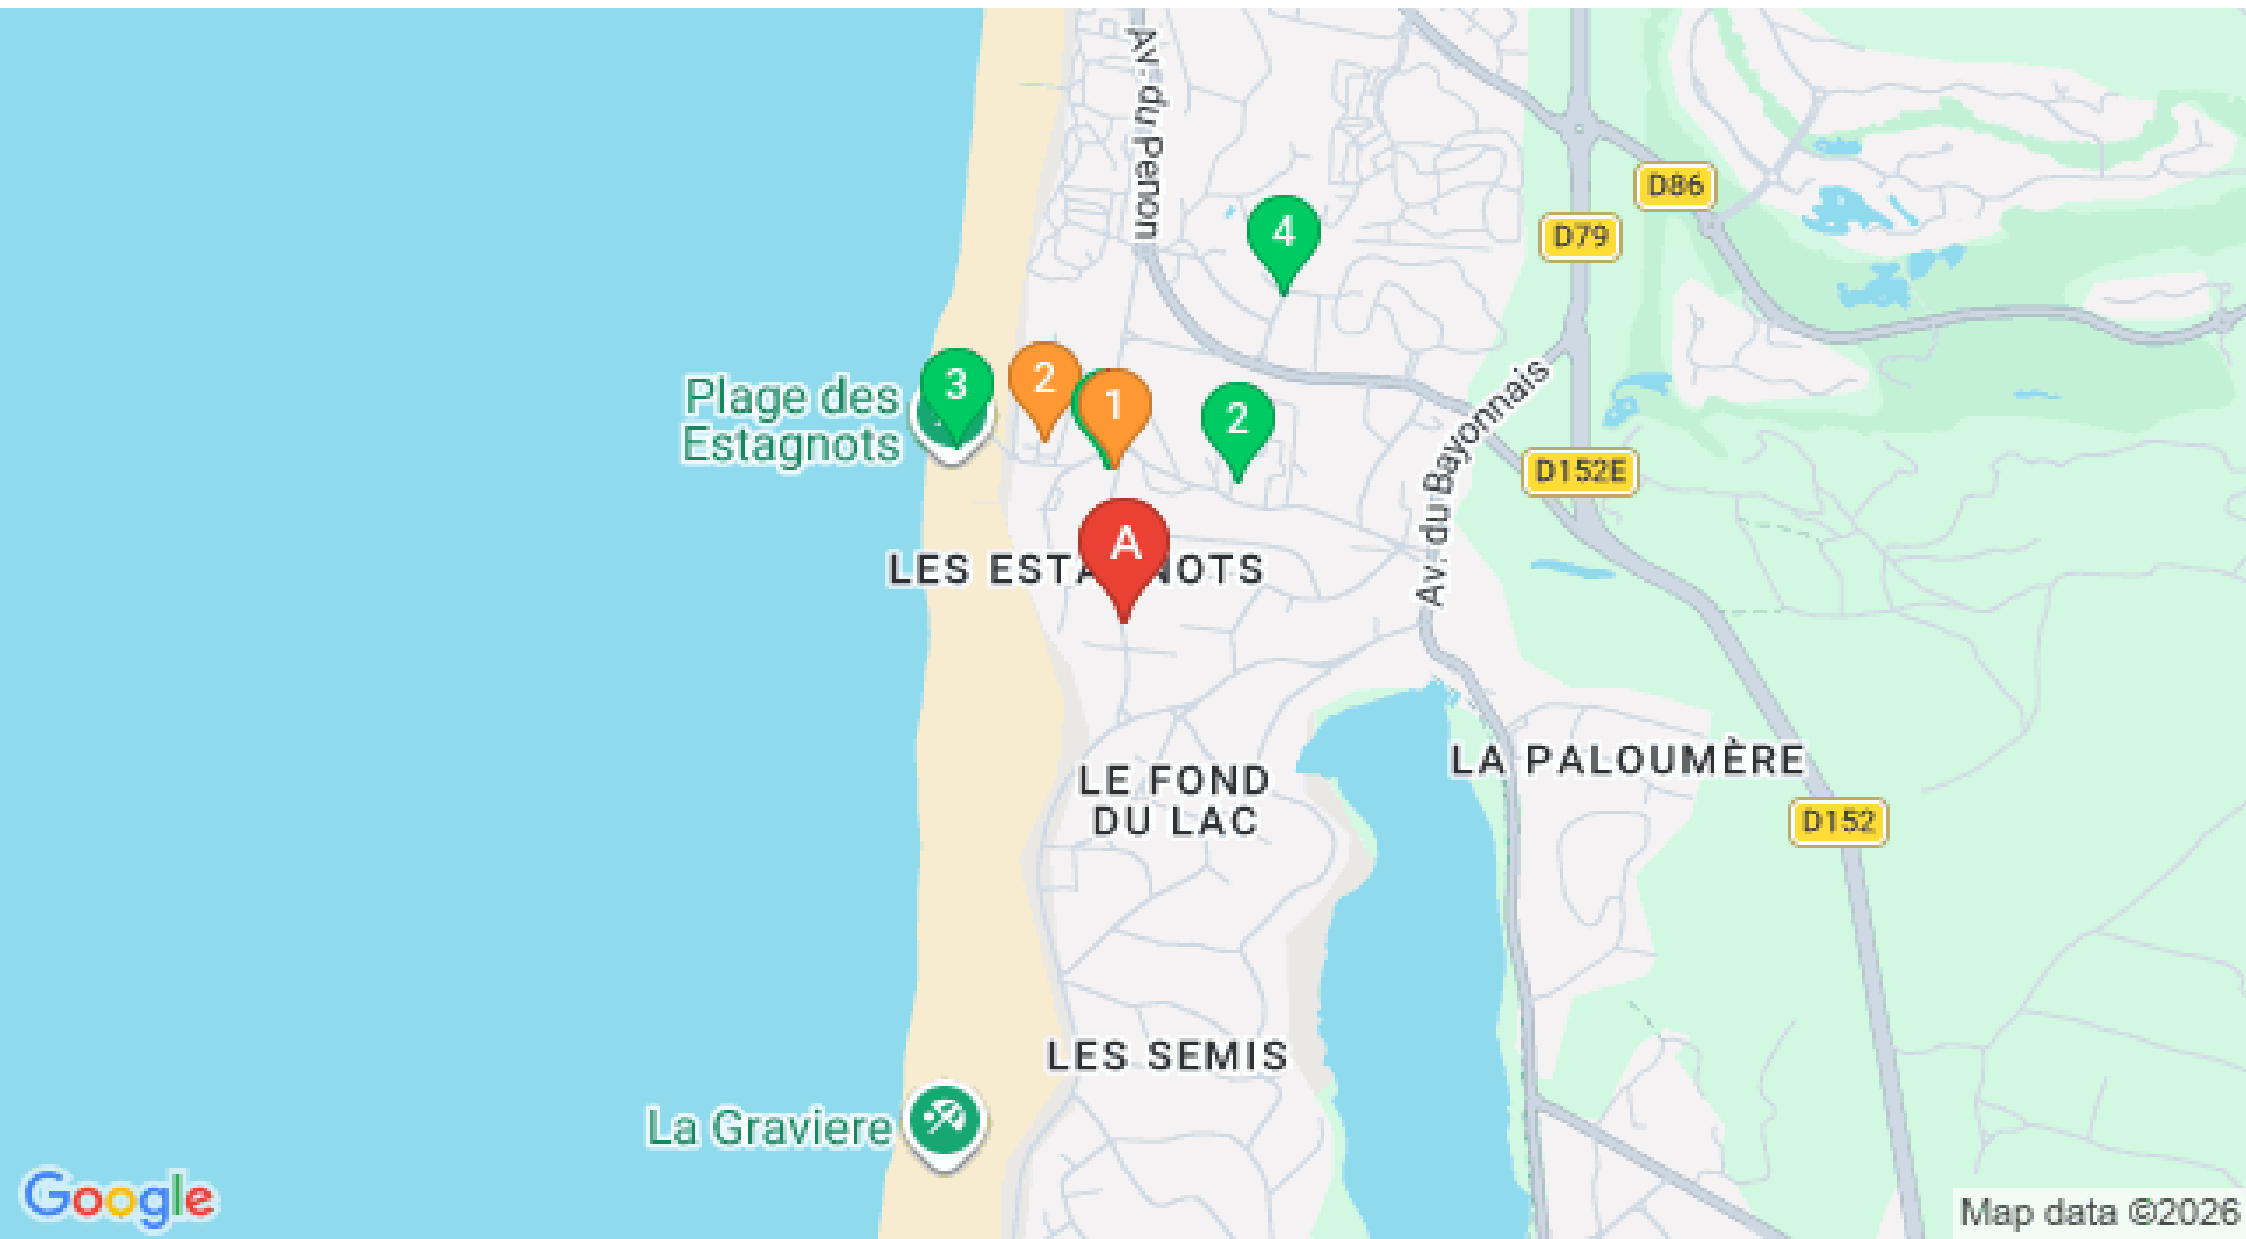 Av. du Penon
D86
4
D79
Plage des
Estagnots
3
2
1
2
Av. du Bayonnais
D152E
A
LES ESTA NOTS
LA PALOUMÈRE
LE FOND
DU LAC
D152
LES SEMIS
La Graviere
Google
Map data ©2026